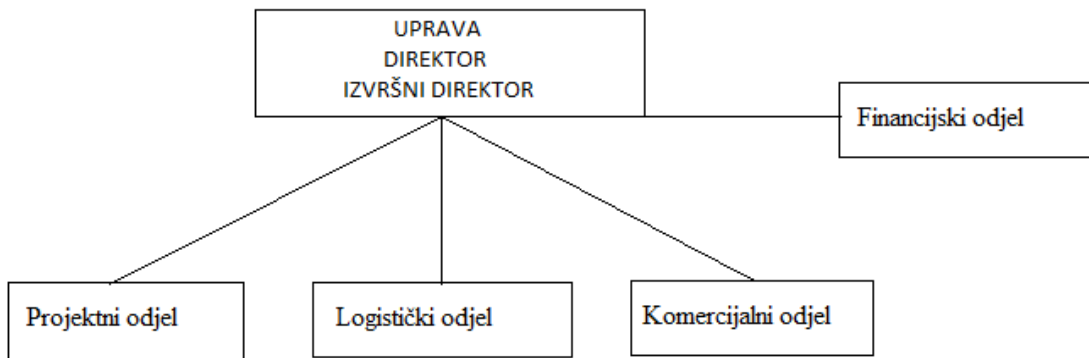 UPRAVA
DIREKTOR
IZVRŠNI DIREKTOR
Financijski odjel
Projektni odjel
Logistički odjel
Komercijalni odjel